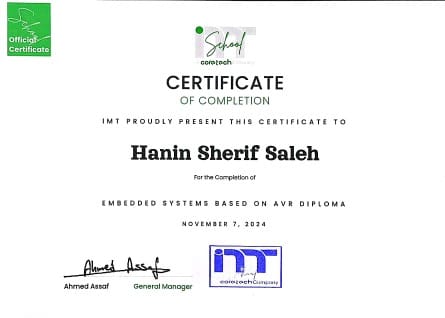 Official
Certificate
imt
School
coretech Company
CERTIFICATE
OF COMPLETION
IMT PROUDLY PRESENT THIS CERTIFICATE TO
Hanin Sherif Saleh
For the Completion of
EMBEDDED SYSTEMS BASED ON AVR DIPLOMA
NOVEMBER 7, 2024
Ahmed Assaf
Ahmed Assaf General Manager
imt
coretech Company